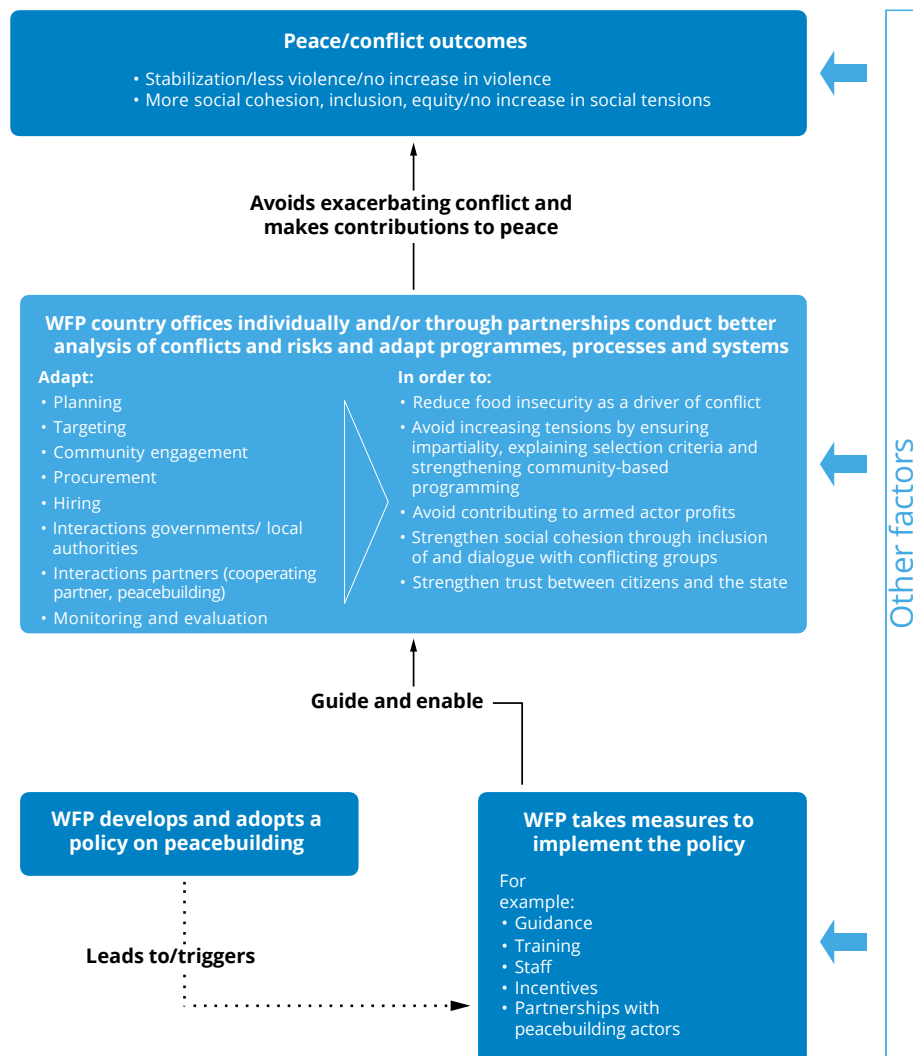 Peace/conflict outcomes
• Stabilization/less violence/no increase in violence
• More social cohesion, inclusion, equity/no increase in social tensions
Avoids exacerbating conflict and
makes contributions to peace
WFP country offices individually and/or through partnerships conduct better
analysis of conflicts and risks and adapt programmes, processes and systems
Adapt:
• Planning
• Targeting
• Community engagement
• Procurement
• Hiring
• Interactions governments/ local
authorities
• Interactions partners (cooperating
partner, peacebuilding)
• Monitoring and evaluation
In order to:
• Reduce food insecurity as a driver of conflict
• Avoid increasing tensions by ensuring
impartiality, explaining selection criteria and
strengthening community-based
programming
• Avoid contributing to armed actor profits
• Strengthen social cohesion through inclusion
of and dialogue with conflicting groups
• Strengthen trust between citizens and the state
Guide and enable
WFP develops and adopts a
policy on peacebuilding
Leads to/triggers
WFP takes measures to
implement the policy
For
example:
• Guidance
• Training
• Staff
• Incentives
• Partnerships with
peacebuilding actors
Other factors